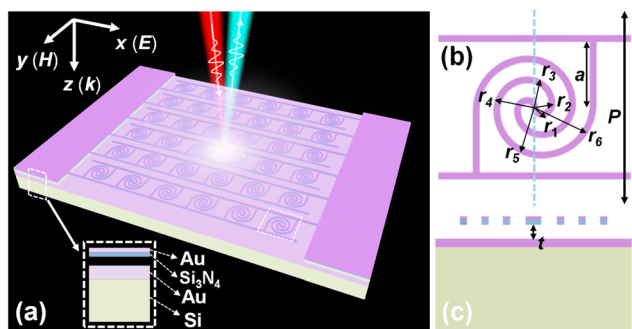 x (E)
y (H)
z (k)
Au
Si3N4
Au
Si
(a)
(b)
a
P
r3
r4
r2
r1
r6
r5
t
(c)